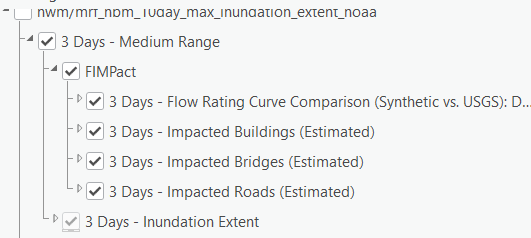 nwm/mrf_nbm_10day_max_inundation_extent_noaa
3 Days - Medium Range
FIMPact
3 Days - Flow Rating Curve Comparison (Synthetic vs. USGS): D...
3 Days - Impacted Buildings (Estimated)
3 Days - Impacted Bridges (Estimated)
3 Days - Impacted Roads (Estimated)
3 Days - Inundation Extent